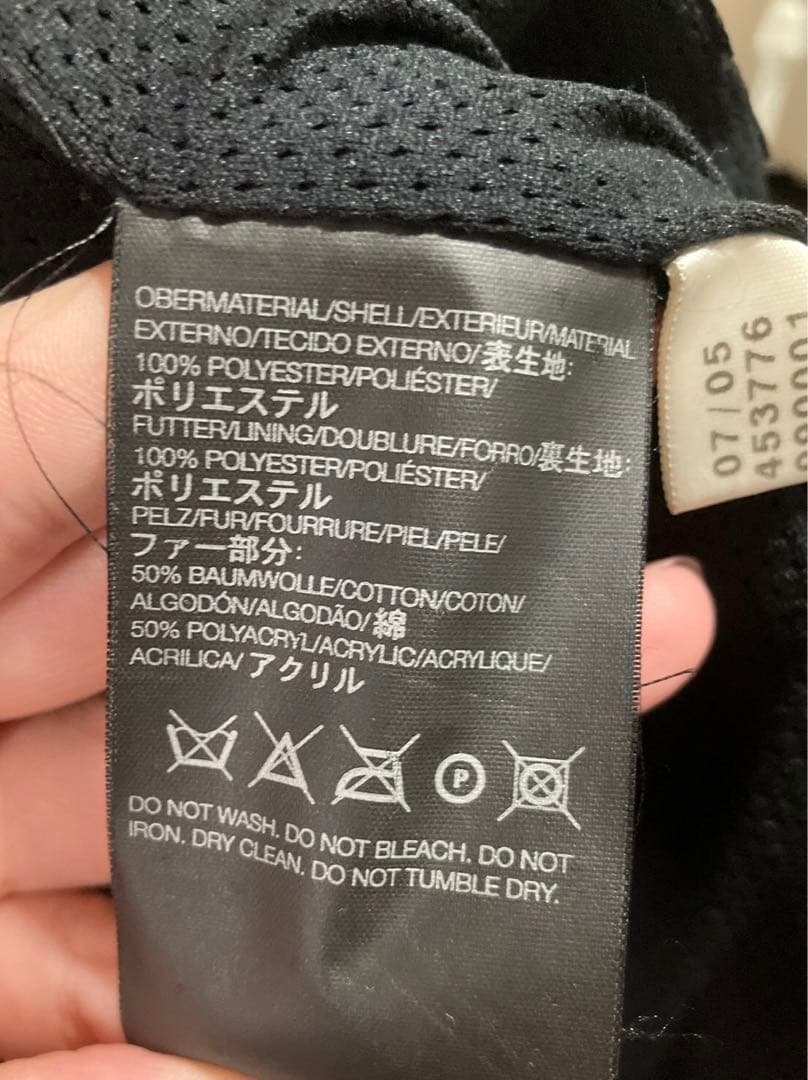 OBERMATERIAL/SHELL/EXTERIEUR/MATERIAL
EXTERNO/TECIDO EXTERNO/表生地:
100% POLYESTER/POLIÉSTER/
ポリエステル
FUTTER/LINING/DOUBLURE/FORRO/裏生地:
100% POLYESTER/POLIÉSTER/
ポリエステル
PELZ/FUR/FOURRURE/PIEL/PELE/
ファー部分:
50% BAUMWOLLE/COTTON/COTON/
ALGODÓN/ALGODÃO/綿
50% POLYACRYL/ACRYLIC/ACRYLIQUE/
ACRILICA/アクリル
P
DO NOT WASH. DO NOT BLEACH. DO NOT
IRON. DRY CLEAN. DO NOT TUMBLE DRY.
07/05
453776